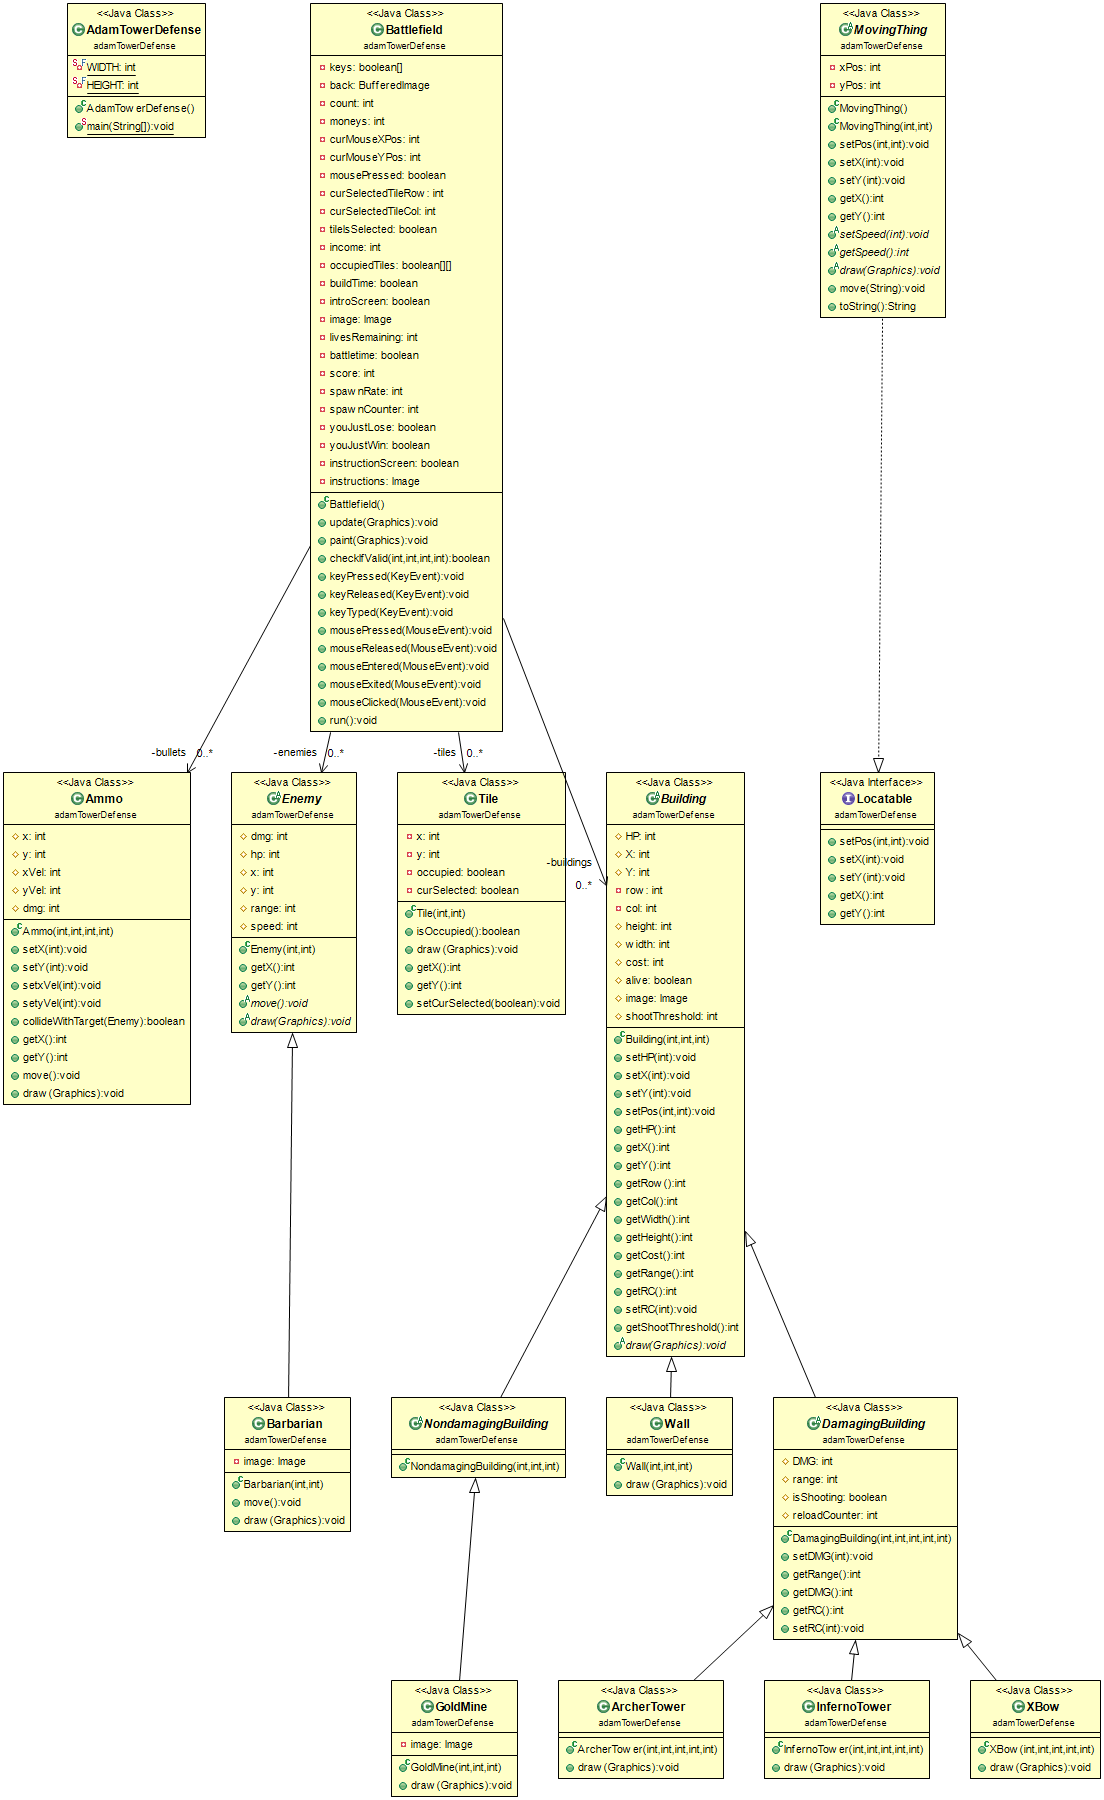 <<Java Class>>
AdamTowerDefense
adamTowerDefense
WIDTH: int
HEIGHT: int
AdamTowerDefense()
main(String[]):void
<<Java Class>>
Battlefield
adamTowerDefense
keys: boolean[]
back: BufferedImage
count: int
moneys: int
curMouseXPos: int
curMouseYPos: int
mousePressed: boolean
curSelectedTileRow: int
curSelectedTileCol: int
tileIsSelected: boolean
income: int
occupiedTiles: boolean[][]
buildTime: boolean
introScreen: boolean
image: Image
livesRemaining: int
battletime: boolean
score: int
spawnRate: int
spawnCounter: int
youJustLose: boolean
youJustWin: boolean
instructionScreen: boolean
instructions: Image
Battlefield()
update(Graphics):void
paint(Graphics):void
checkIfValid(int,int,int,int):boolean
keyPressed(KeyEvent):void
keyReleased(KeyEvent):void
keyTyped(KeyEvent):void
mousePressed(MouseEvent):void
mouseReleased(MouseEvent):void
mouseEntered(MouseEvent):void
mouseExited(MouseEvent):void
mouseClicked(MouseEvent):void
run():void
<<Java Class>>
MovingThing
adamTowerDefense
xPos: int
yPos: int
MovingThing()
MovingThing(int,int)
setPos(int,int):void
setX(int):void
setY(int):void
getX():int
getY():int
setSpeed(int):void
getSpeed():int
draw(Graphics):void
move(String):void
toString():String
-bullets 0..*
-enemies 0..*
-tiles 0..*
-buildings
0..*
<<Java Class>>
Ammo
adamTowerDefense
x: int
y: int
xVel: int
yVel: int
dmg: int
Ammo(int,int,int,int)
setX(int):void
setY(int):void
setxVel(int):void
setyVel(int):void
collideWithTarget(Enemy):boolean
getX():int
getY():int
move():void
draw(Graphics):void
<<Java Class>>
Enemy
adamTowerDefense
dmg: int
hp: int
x: int
y: int
range: int
speed: int
Enemy(int,int)
getX():int
getY():int
move():void
draw(Graphics):void
<<Java Class>>
Tile
adamTowerDefense
x: int
y: int
occupied: boolean
curSelected: boolean
Tile(int,int)
isOccupied():boolean
draw(Graphics):void
getX():int
getY():int
setCurSelected(boolean):void
<<Java Class>>
Building
adamTowerDefense
HP: int
X: int
Y: int
row: int
col: int
height: int
width: int
cost: int
alive: boolean
image: Image
shootThreshold: int
Building(int,int,int)
setHP(int):void
setX(int):void
setY(int):void
setPos(int,int):void
getHP():int
getX():int
getY():int
getRow():int
getCol():int
getWidth():int
getHeight():int
getCost():int
getRange():int
getRC():int
setRC(int):void
getShootThreshold():int
draw(Graphics):void
<<Java Interface>>
Locatable
adamTowerDefense
setPos(int,int):void
setX(int):void
setY(int):void
getX():int
getY():int
<<Java Class>>
Barbarian
adamTowerDefense
image: Image
Barbarian(int,int)
move():void
draw(Graphics):void
<<Java Class>>
NondamagingBuilding
adamTowerDefense
NondamagingBuilding(int,int,int)
<<Java Class>>
Wall
adamTowerDefense
Wall(int,int,int)
draw(Graphics):void
<<Java Class>>
DamagingBuilding
adamTowerDefense
DMG: int
range: int
isShooting: boolean
reloadCounter: int
DamagingBuilding(int,int,int,int,int)
setDMG(int):void
getRange():int
getDMG():int
getRC():int
setRC(int):void
<<Java Class>>
GoldMine
adamTowerDefense
image: Image
GoldMine(int,int,int)
draw(Graphics):void
<<Java Class>>
ArcherTower
adamTowerDefense
ArcherTower(int,int,int,int,int)
draw(Graphics):void
<<Java Class>>
InfernoTower
adamTowerDefense
InfernoTower(int,int,int,int,int)
draw(Graphics):void
<<Java Class>>
XBow
adamTowerDefense
XBow(int,int,int,int,int)
draw(Graphics):void